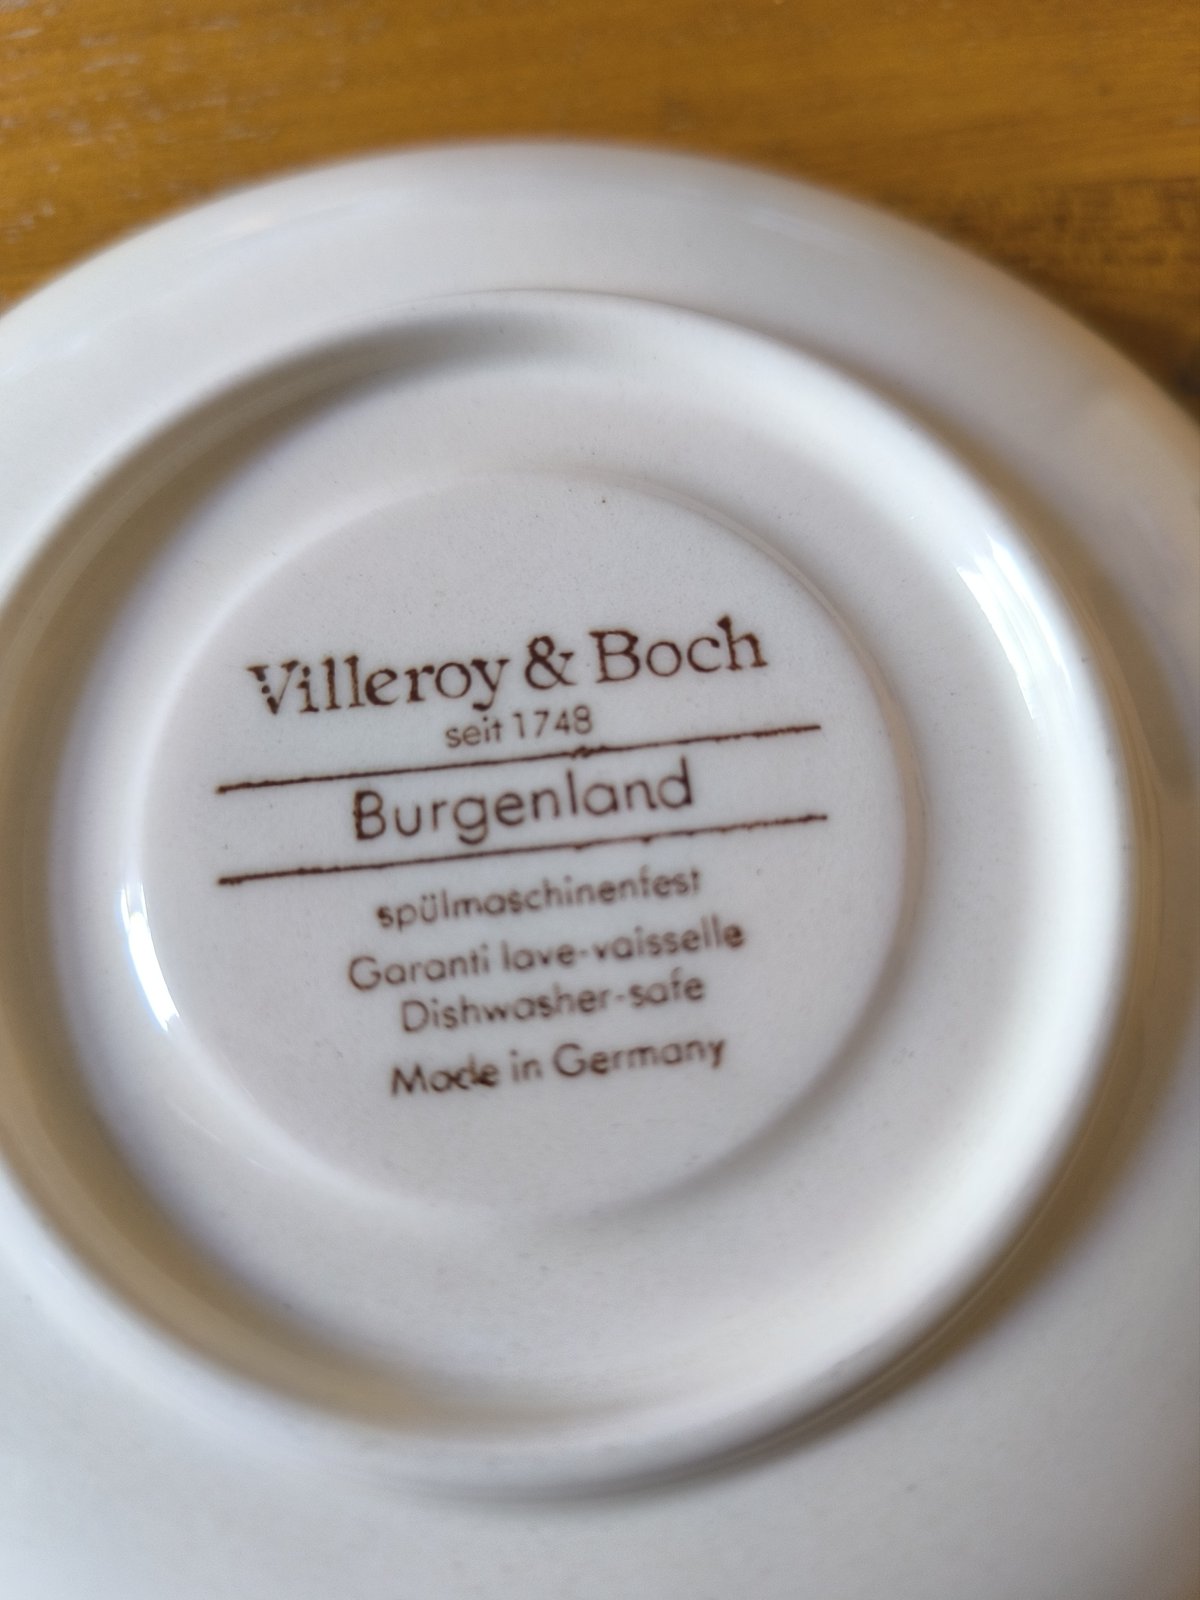 Villeroy & Boch
seit 1748
Burgenland
spülmaschinenfest
Garanti lave-vaisselle
Dishwasher-safe
Made in Germany